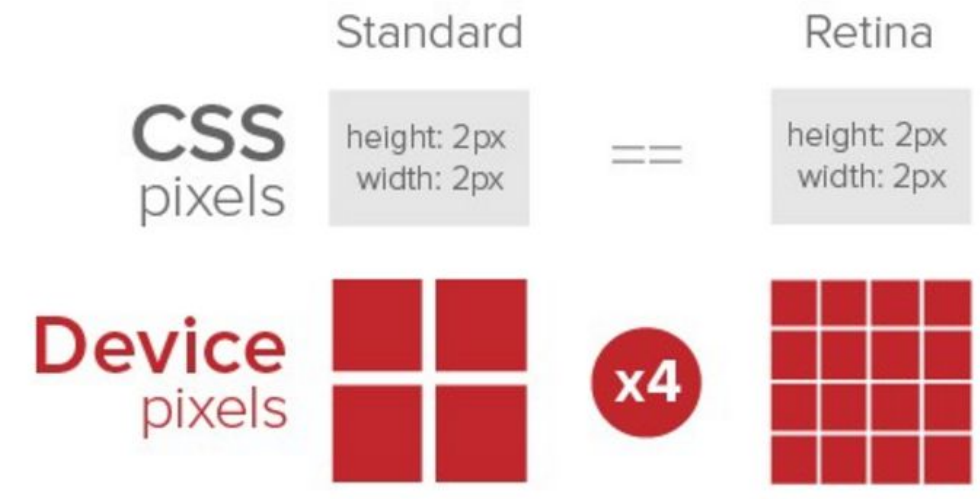 Standard
Retina
CSS
pixels
height: 2px
width: 2px
==
height: 2px
width: 2px
Device
pixels
x4